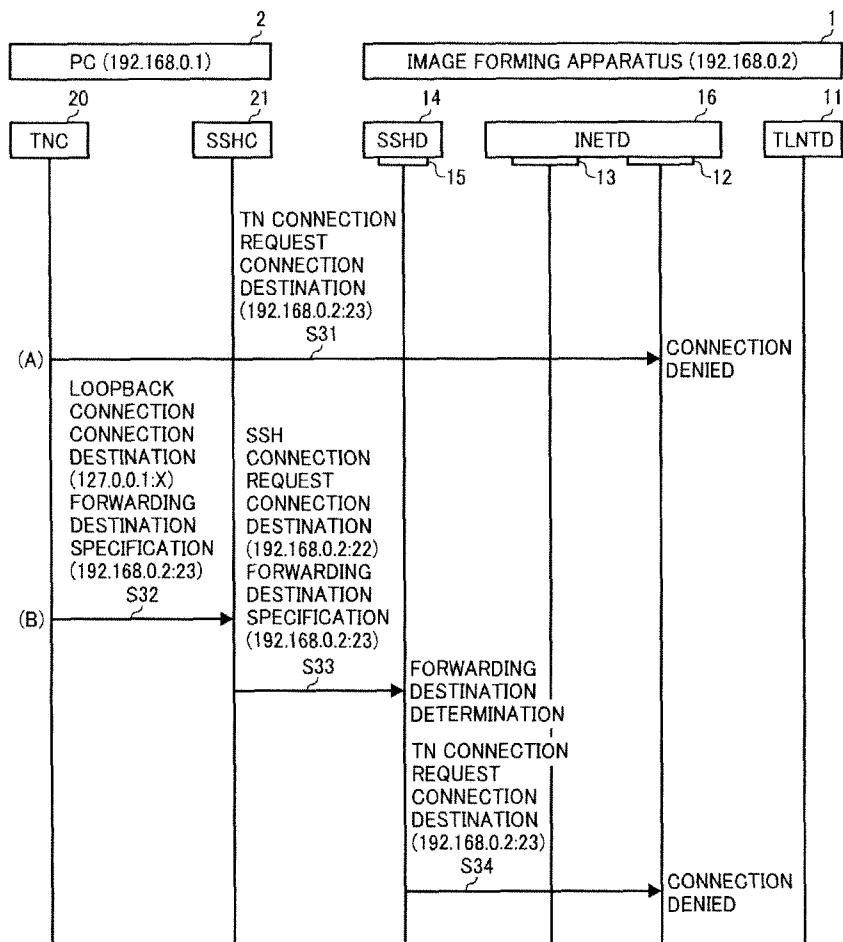 2
1
PC (192.168.0.1)
IMAGE FORMING APPARATUS (192.168.0.2)
20
21
14
16
11
TNC
SSHC
SSHD
INETD
TLNTD
15
13
12
TN CONNECTION
REQUEST
CONNECTION
DESTINATION
(192.168.0.2:23)
S31
(A)
CONNECTION
DENIED
LOOPBACK
CONNECTION
CONNECTION
DESTINATION
(127.0.0.1:X)
FORWARDING
DESTINATION
SPECIFICATION
(192.168.0.2:23)
S32
(B)
SSH
CONNECTION
REQUEST
CONNECTION
DESTINATION
(192.168.0.2:22)
FORWARDING
DESTINATION
SPECIFICATION
(192.168.0.2:23)
S33
FORWARDING
DESTINATION
DETERMINATION
TN CONNECTION
REQUEST
CONNECTION
DESTINATION
(192.168.0.2:23)
S34
CONNECTION
DENIED